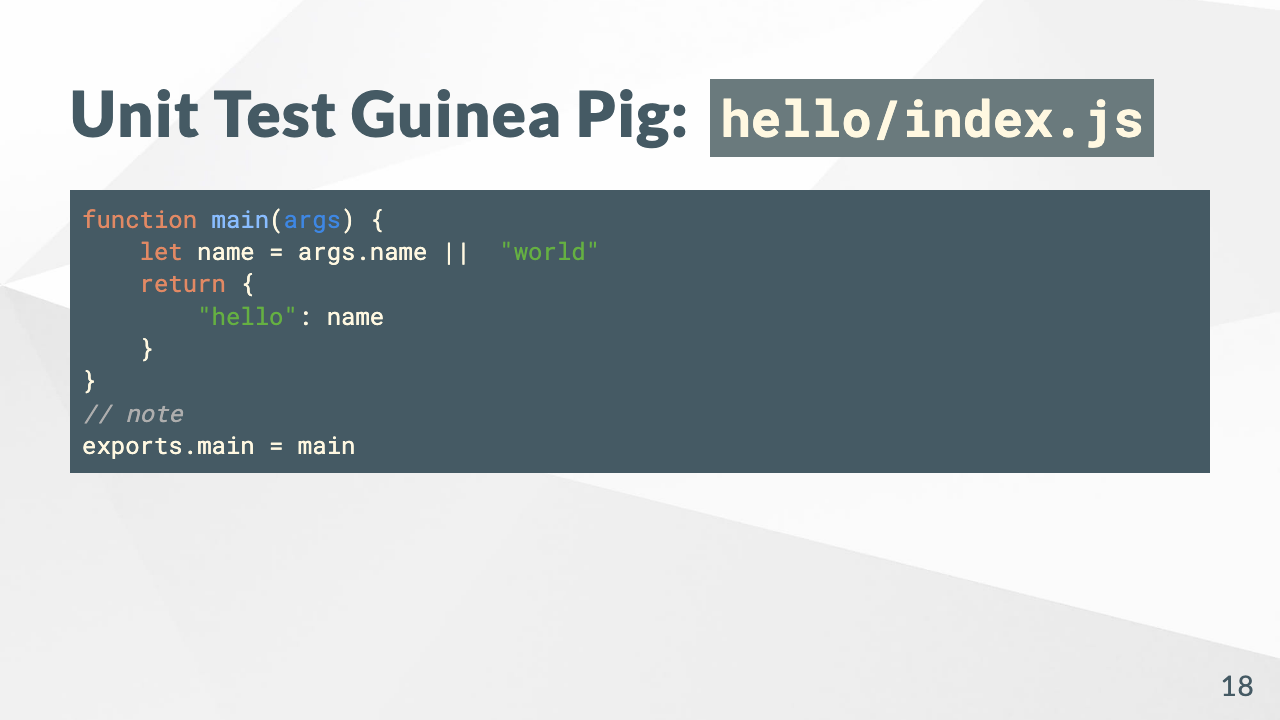 Unit Test Guinea Pig: hello/index.js
function main(args) {
    let name = args.name ||  "world"
    return {
        "hello": name
    }
}
// note
exports.main = main
18